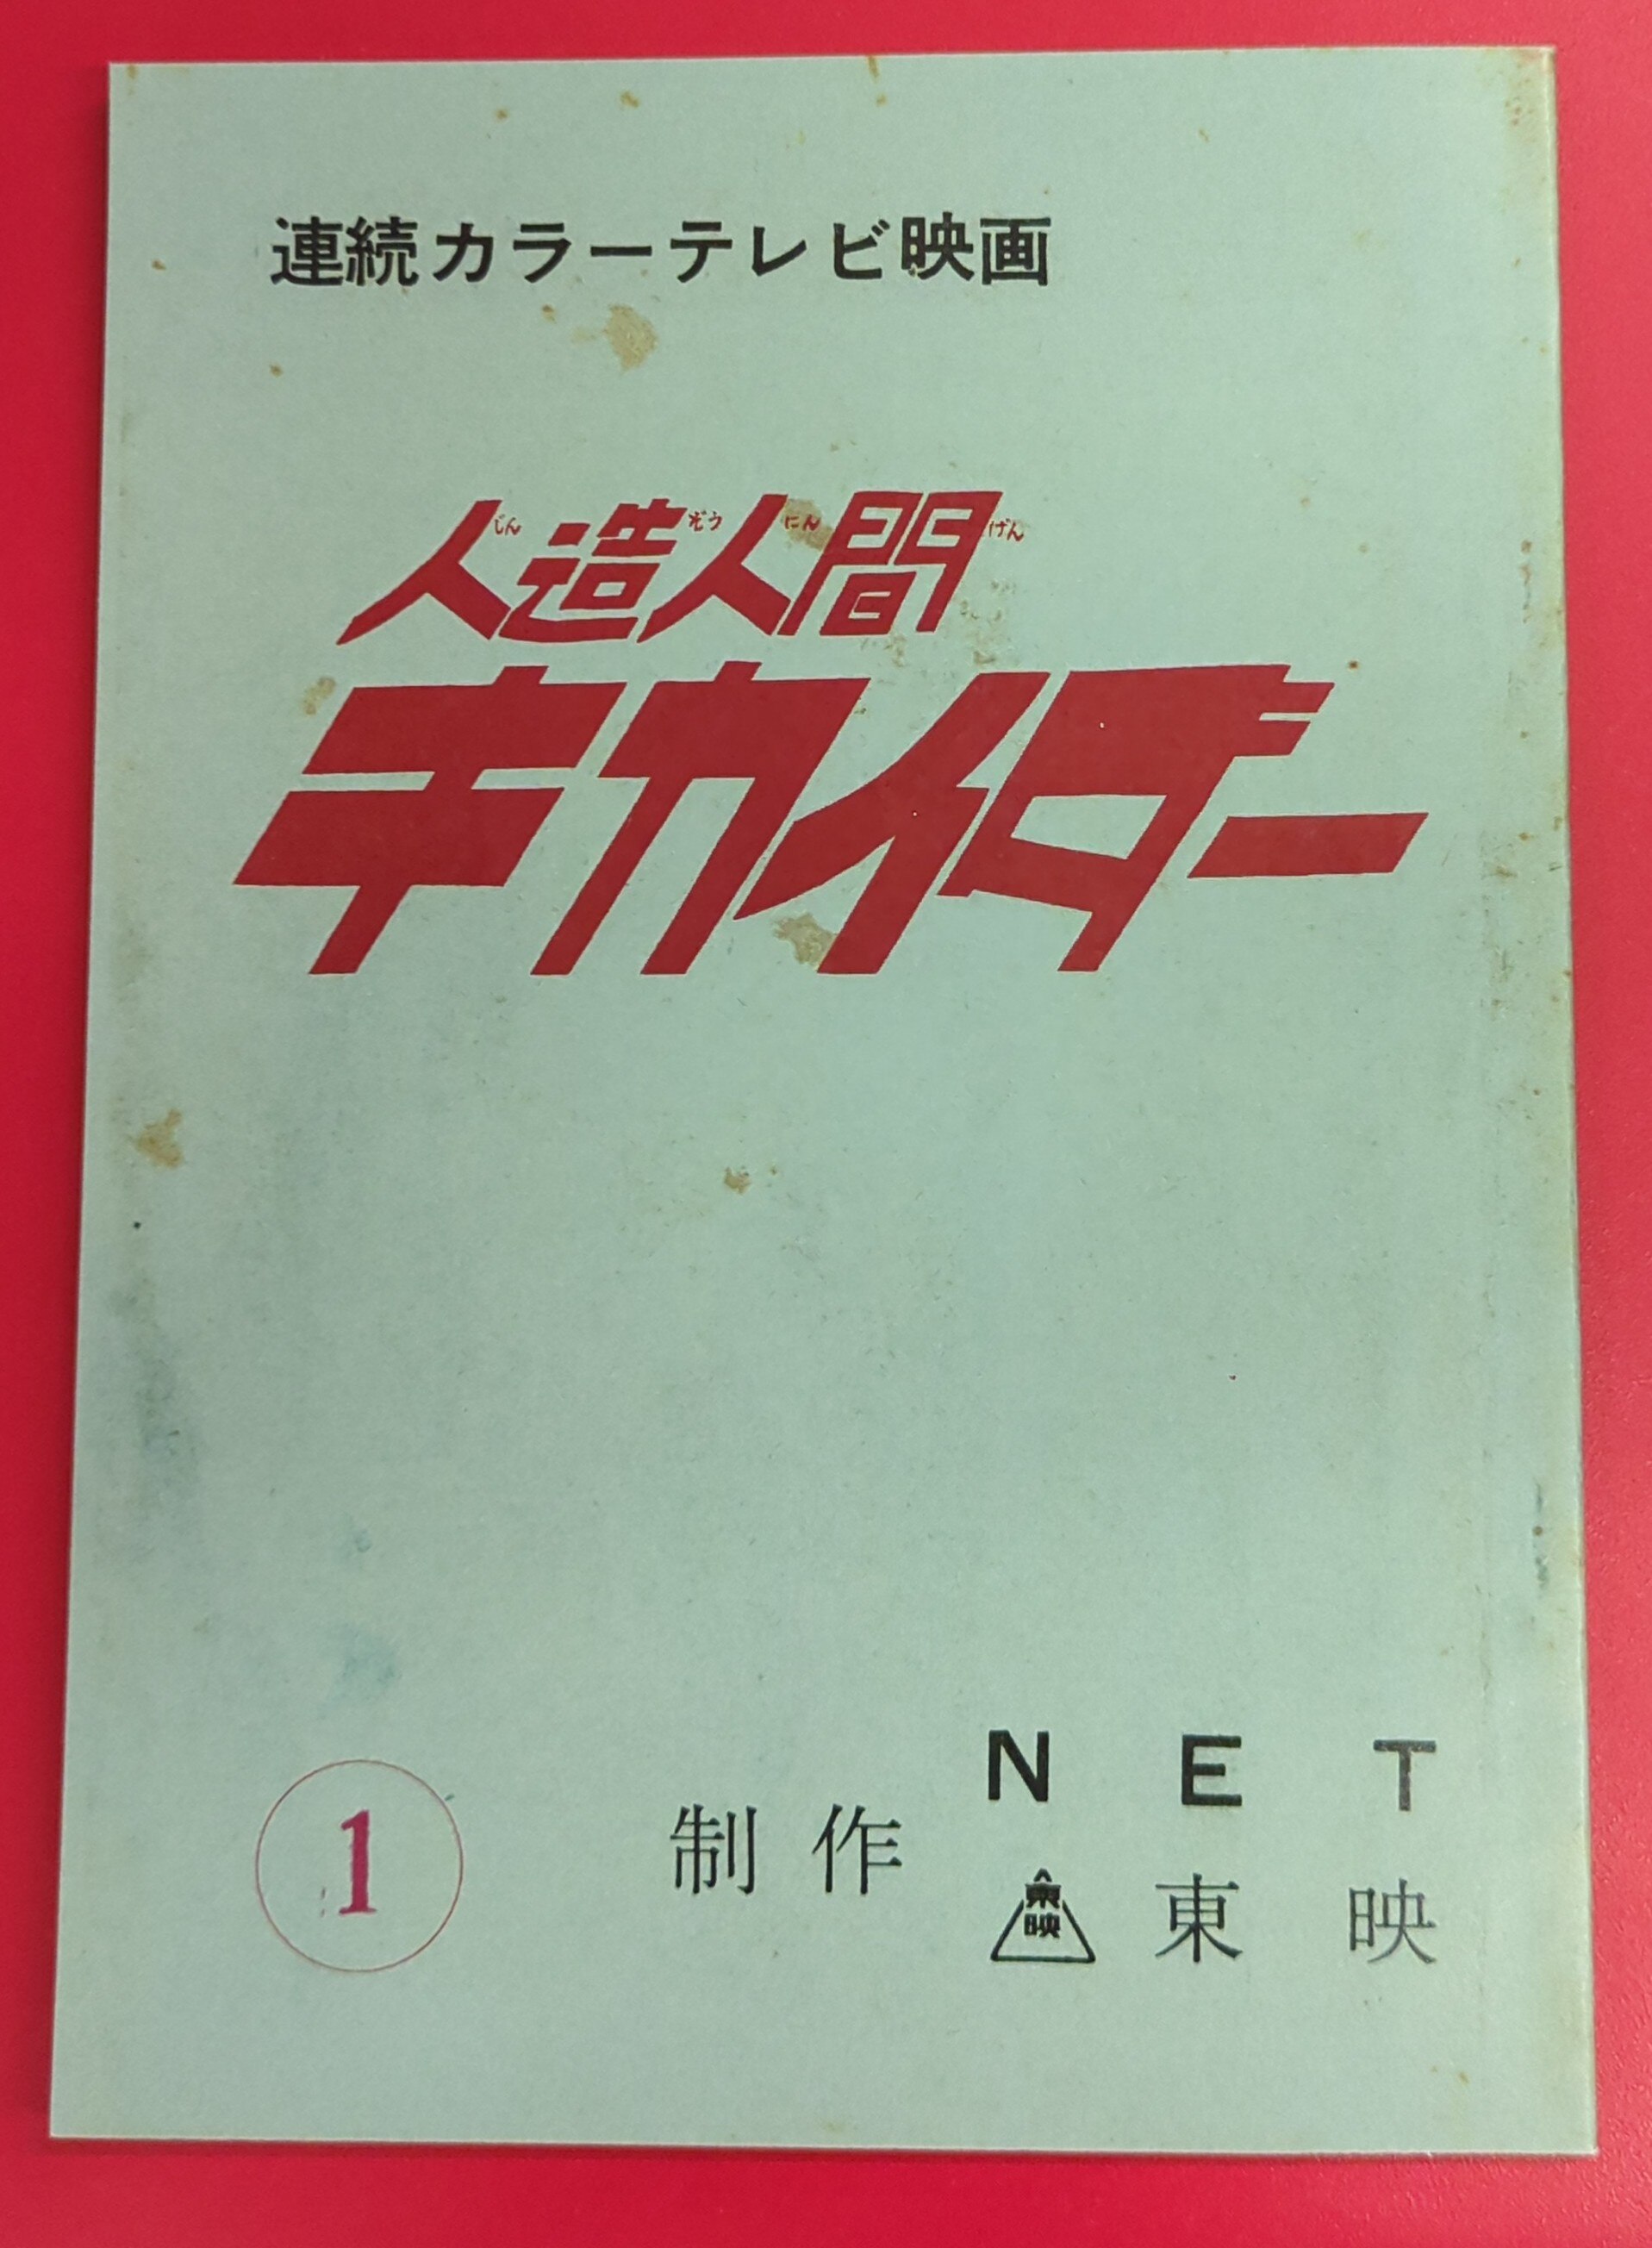 連続カラーテレビ映画
じんぞうにんげん
人造人間
キカイダー
NET
1
制作
東映
東映